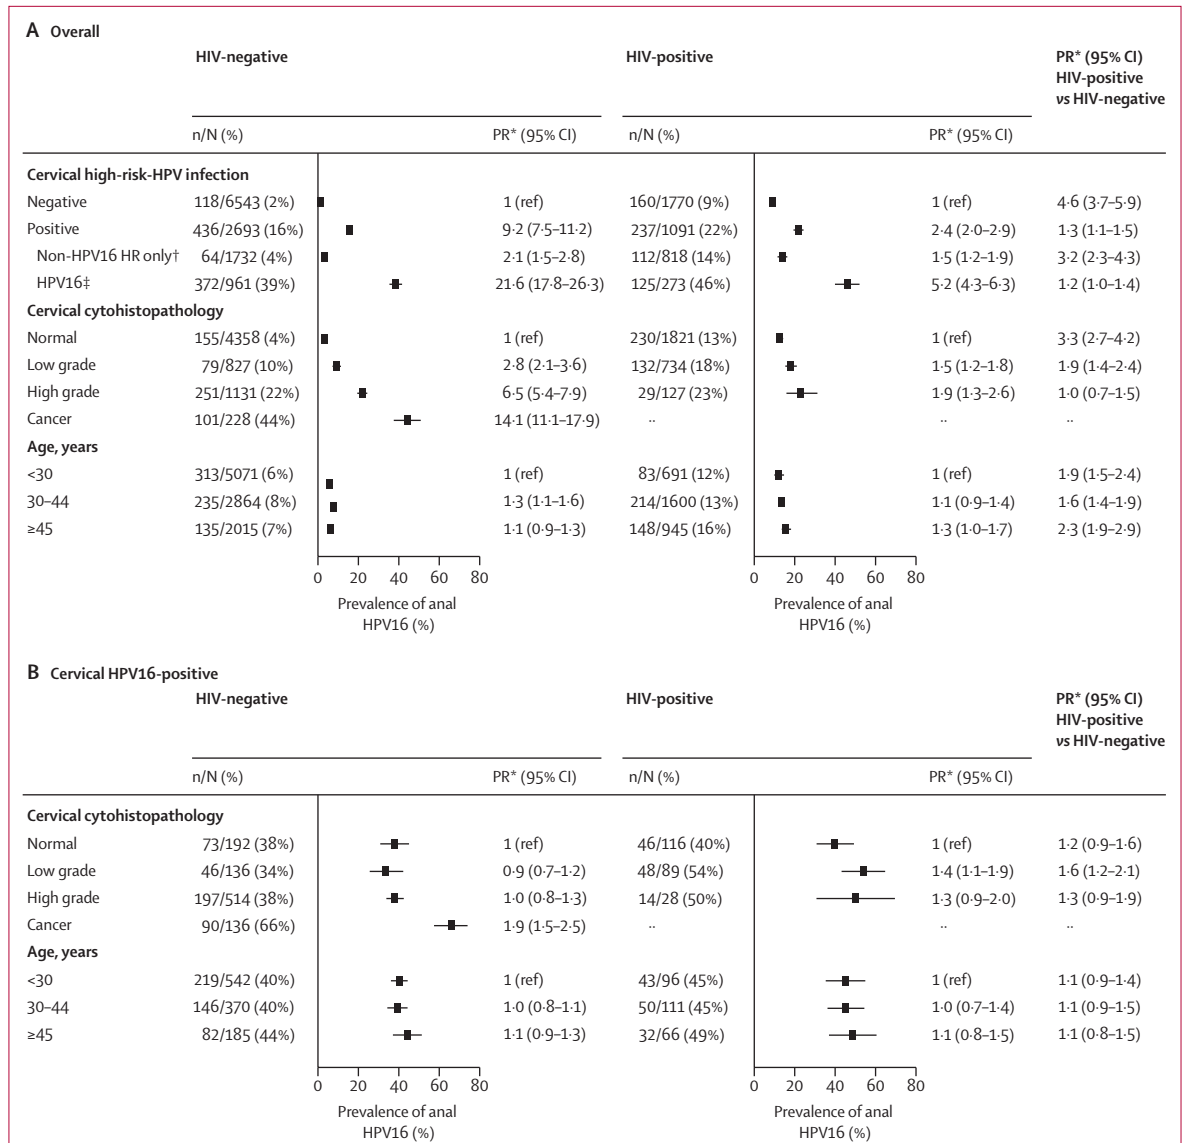 A Overall
HIV-negative HIV-positive PR* (95% CI)
HIV-positive
vs HIV-negative
n/N (%) PR* (95% CI) n/N (%) PR* (95% CI)
Cervical high-risk-HPV infection
Negative 118/6543 (2%) 1 (ref) 160/1770 (9%) 1 (ref) 4·6 (3·7–5·9)
Positive 436/2693 (16%) 9·2 (7·5–11·2) 237/1091 (22%) 2·4 (2·0–2·9) 1·3 (1·1–1·5)
Non-HPV16 HR only† 64/1732 (4%) 2·1 (1·5–2·8) 112/818 (14%) 1·5 (1·2–1·9) 3·2 (2·3–4·3)
HPV16‡ 372/961 (39%) 21·6 (17·8–26·3) 125/273 (46%) 5·2 (4·3–6·3) 1·2 (1·0–1·4)
Cervical cytohistopathology
Normal 155/4358 (4%) 1 (ref) 230/1821 (13%) 1 (ref) 3·3 (2·7–4·2)
Low grade 79/827 (10%) 2·8 (2·1–3·6) 132/734 (18%) 1·5 (1·2–1·8) 1·9 (1·4–2·4)
High grade 251/1131 (22%) 6·5 (5·4–7·9) 29/127 (23%) 1·9 (1·3–2·6) 1·0 (0·7–1·5)
Cancer 101/228 (44%) 14·1 (11·1–17·9) ·· ·· ··
Age, years
<30 313/5071 (6%) 1 (ref) 83/691 (12%) 1 (ref) 1·9 (1·5–2·4)
30–44 235/2864 (8%) 1·3 (1·1–1·6) 214/1600 (13%) 1·1 (0·9–1·4) 1·6 (1·4–1·9)
≥45 135/2015 (7%) 1·1 (0·9–1·3) 148/945 (16%) 1·3 (1·0–1·7) 2·3 (1·9–2·9)
0 20 40 60 80 0 20 40 60 80
Prevalence of anal Prevalence of anal
HPV16 (%) HPV16 (%)
B Cervical HPV16-positive
HIV-negative HIV-positive PR* (95% CI)
HIV-positive
vs HIV-negative
n/N (%) PR* (95% CI) n/N (%) PR* (95% CI)
Cervical cytohistopathology
Normal 73/192 (38%) 1 (ref) 46/116 (40%) 1 (ref) 1·2 (0·9–1·6)
Low grade 46/136 (34%) 0·9 (0·7–1·2) 48/89 (54%) 1·4 (1·1–1·9) 1·6 (1·2–2·1)
High grade 197/514 (38%) 1·0 (0·8–1·3) 14/28 (50%) 1·3 (0·9–2·0) 1·3 (0·9–1·9)
Cancer 90/136 (66%) 1·9 (1·5–2·5) ·· ·· ··
Age, years
<30 219/542 (40%) 1 (ref) 43/96 (45%) 1 (ref) 1·1 (0·9–1·4)
30–44 146/370 (40%) 1·0 (0·8–1·1) 50/111 (45%) 1·0 (0·7–1·4) 1·1 (0·9–1·5)
≥45 82/185 (44%) 1·1 (0·9–1·3) 32/66 (49%) 1·1 (0·8–1·5) 1·1 (0·8–1·5)
0 20 40 60 80 0 20 40 60 80
Prevalence of anal Prevalence of anal
HPV16 (%) HPV16 (%)